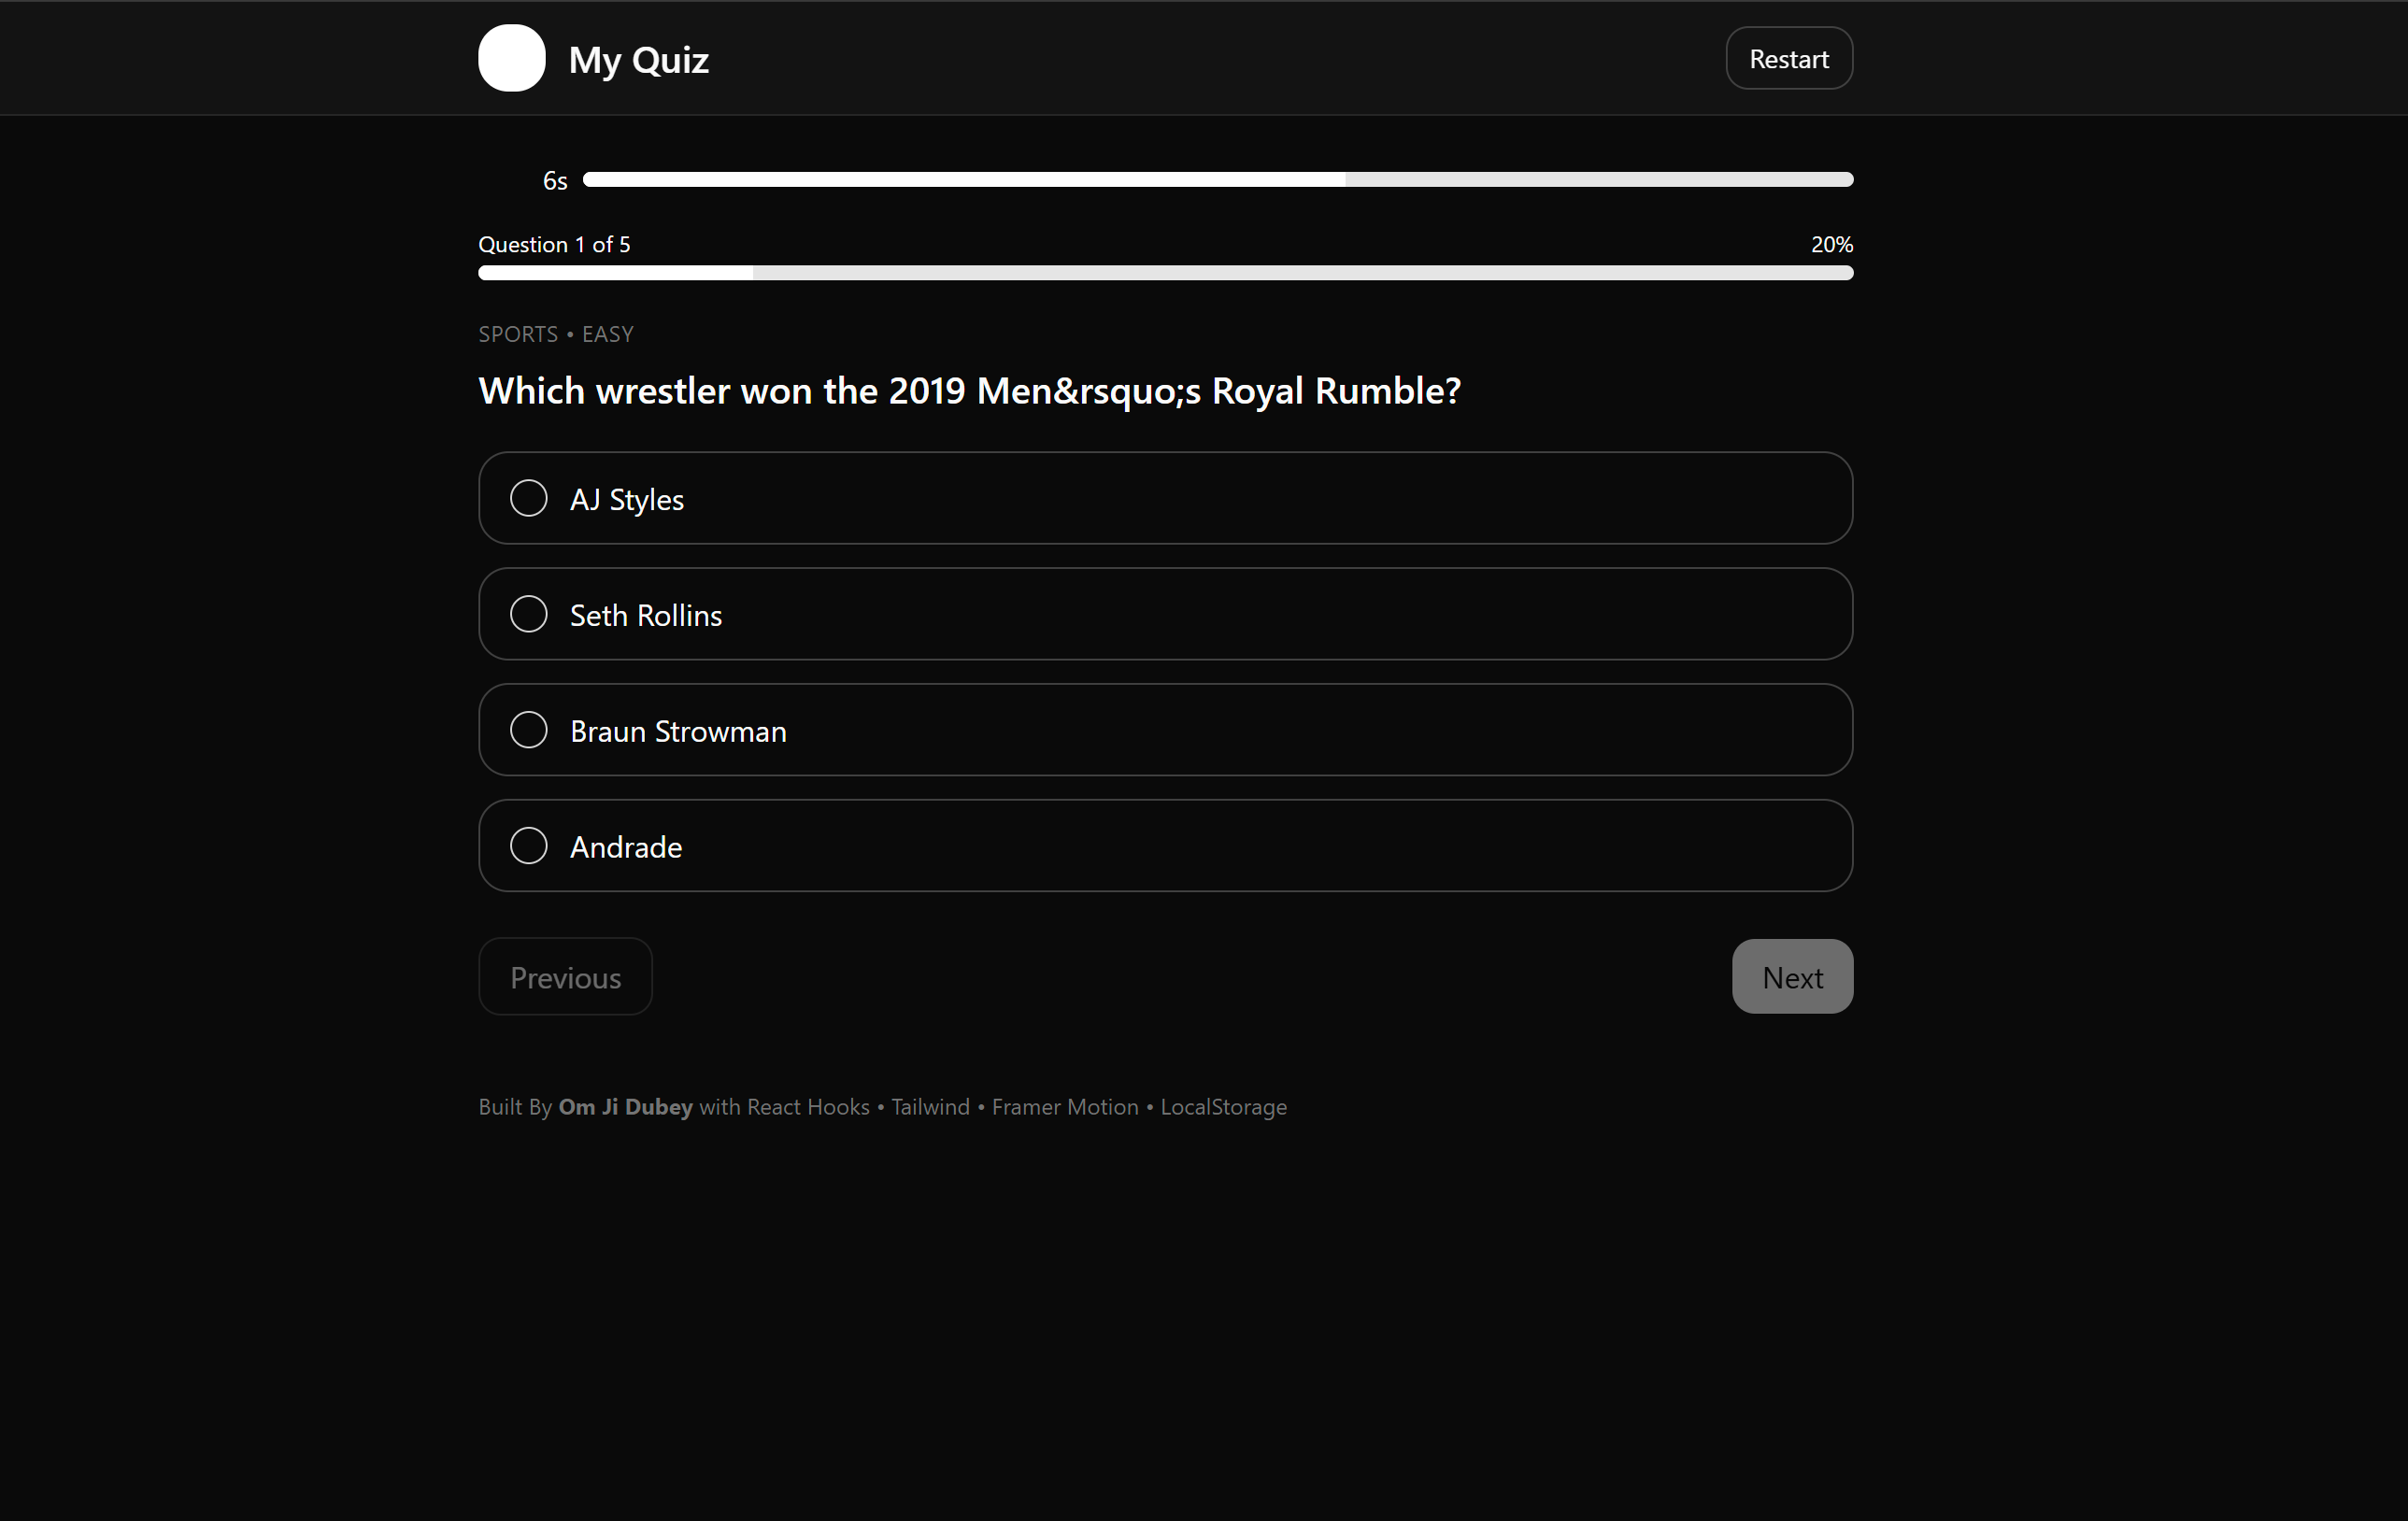 My Quiz
Restart
6s
Question 1 of 5
20%
SPORTS • EASY
Which wrestler won the 2019 Men&rsquo;s Royal Rumble?
AJ Styles
Seth Rollins
Braun Strowman
Andrade
Previous
Next
Built By Om Ji Dubey with React Hooks • Tailwind • Framer Motion • LocalStorage